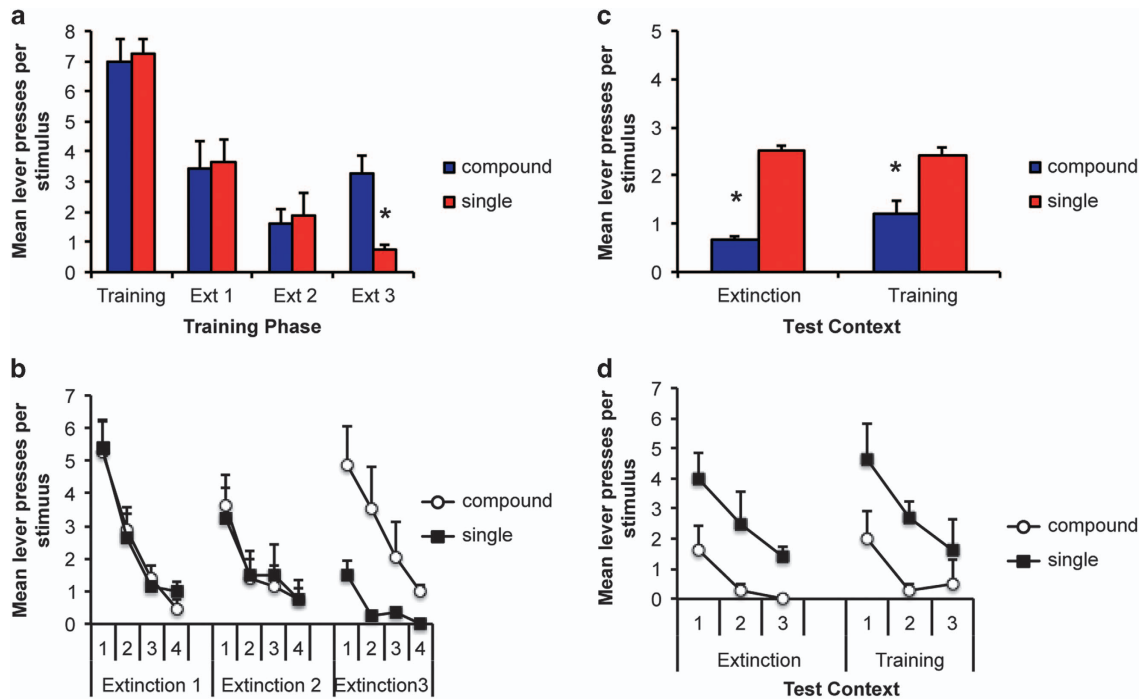 a
Mean lever presses per
stimulus
8
7
6
5
4
3
2
1
0
*
compound
single
Training Ext 1 Ext 2 Ext 3
Training Phase
c
Mean lever presses per
stimulus
5
4
3
2
1
0
*
*
compound
single
Extinction Training
Test Context
b
Mean lever presses per
stimuus
7
6
5
4
3
2
1
0
compound
single
1 2 3 4 1 2 3 4 1 2 3 4
Extinction 1 Extinction 2 Extinction3
d
Mean lever presses per
stimulus
7
6
5
4
3
2
1
0
compound
single
1 2 3 1 2 3
Extinction Training
Test Context